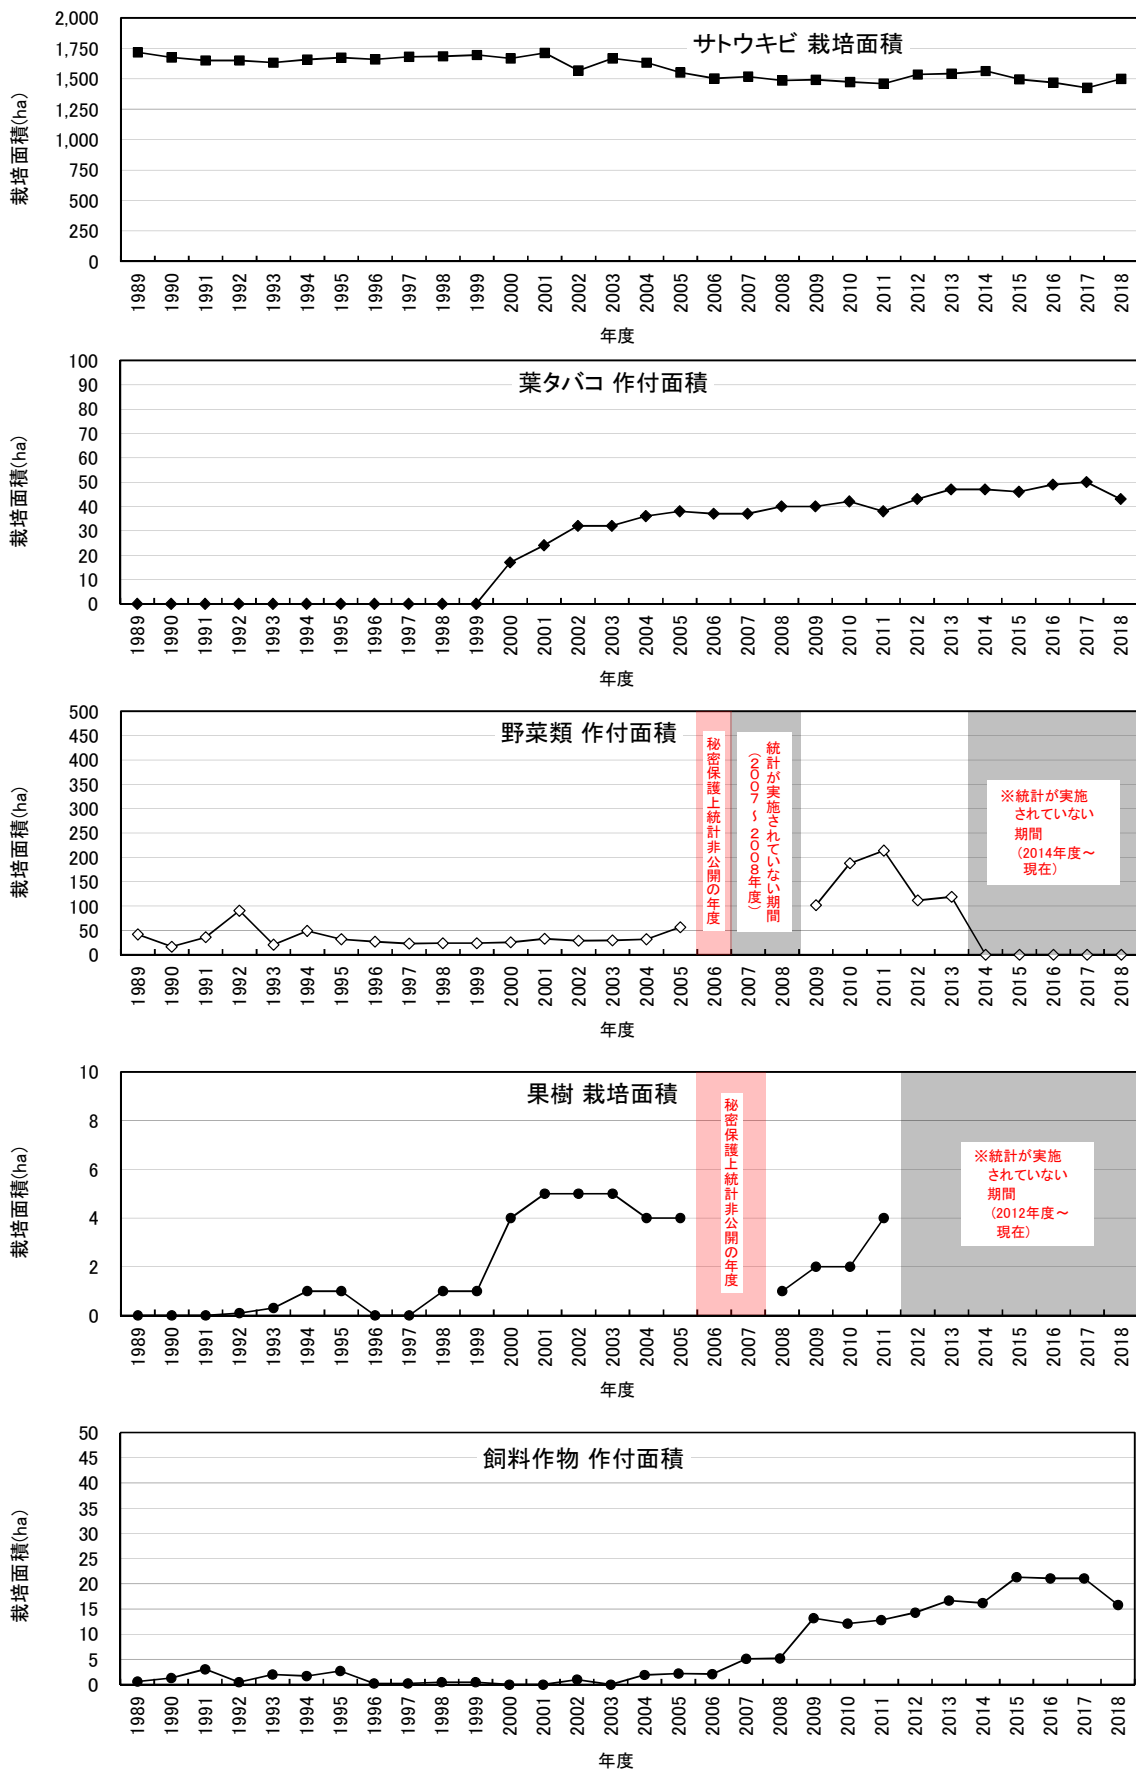 サトウキビ 栽培面積
栽培面積(ha)
2,000
1,750
1,500
1,250
1,000
750
500
250
0
1989 1990 1991 1992 1993 1994 1995 1996 1997 1998 1999 2000 2001 2002 2003 2004 2005 2006 2007 2008 2009 2010 2011 2012 2013 2014 2015 2016 2017 2018
年度
葉タバコ 作付面積
栽培面積(ha)
100
90
80
70
60
50
40
30
20
10
0
1989 1990 1991 1992 1993 1994 1995 1996 1997 1998 1999 2000 2001 2002 2003 2004 2005 2006 2007 2008 2009 2010 2011 2012 2013 2014 2015 2016 2017 2018
年度
野菜類 作付面積
栽培面積(ha)
500
450
400
350
300
250
200
150
100
50
0
秘密保護上統計非公開の年度
統計が実施されていない期間
(2007~2008年度)
※統計が実施
されていない
期間
(2014年度~
現在)
1989 1990 1991 1992 1993 1994 1995 1996 1997 1998 1999 2000 2001 2002 2003 2004 2005 2006 2007 2008 2009 2010 2011 2012 2013 2014 2015 2016 2017 2018
年度
果樹 栽培面積
栽培面積(ha)
10
8
6
4
2
0
秘密保護上統計非公開の年度
※統計が実施
されていない
期間
(2012年度~
現在)
1989 1990 1991 1992 1993 1994 1995 1996 1997 1998 1999 2000 2001 2002 2003 2004 2005 2006 2007 2008 2009 2010 2011 2012 2013 2014 2015 2016 2017 2018
年度
飼料作物 作付面積
栽培面積(ha)
50
45
40
35
30
25
20
15
10
5
0
1989 1990 1991 1992 1993 1994 1995 1996 1997 1998 1999 2000 2001 2002 2003 2004 2005 2006 2007 2008 2009 2010 2011 2012 2013 2014 2015 2016 2017 2018
年度